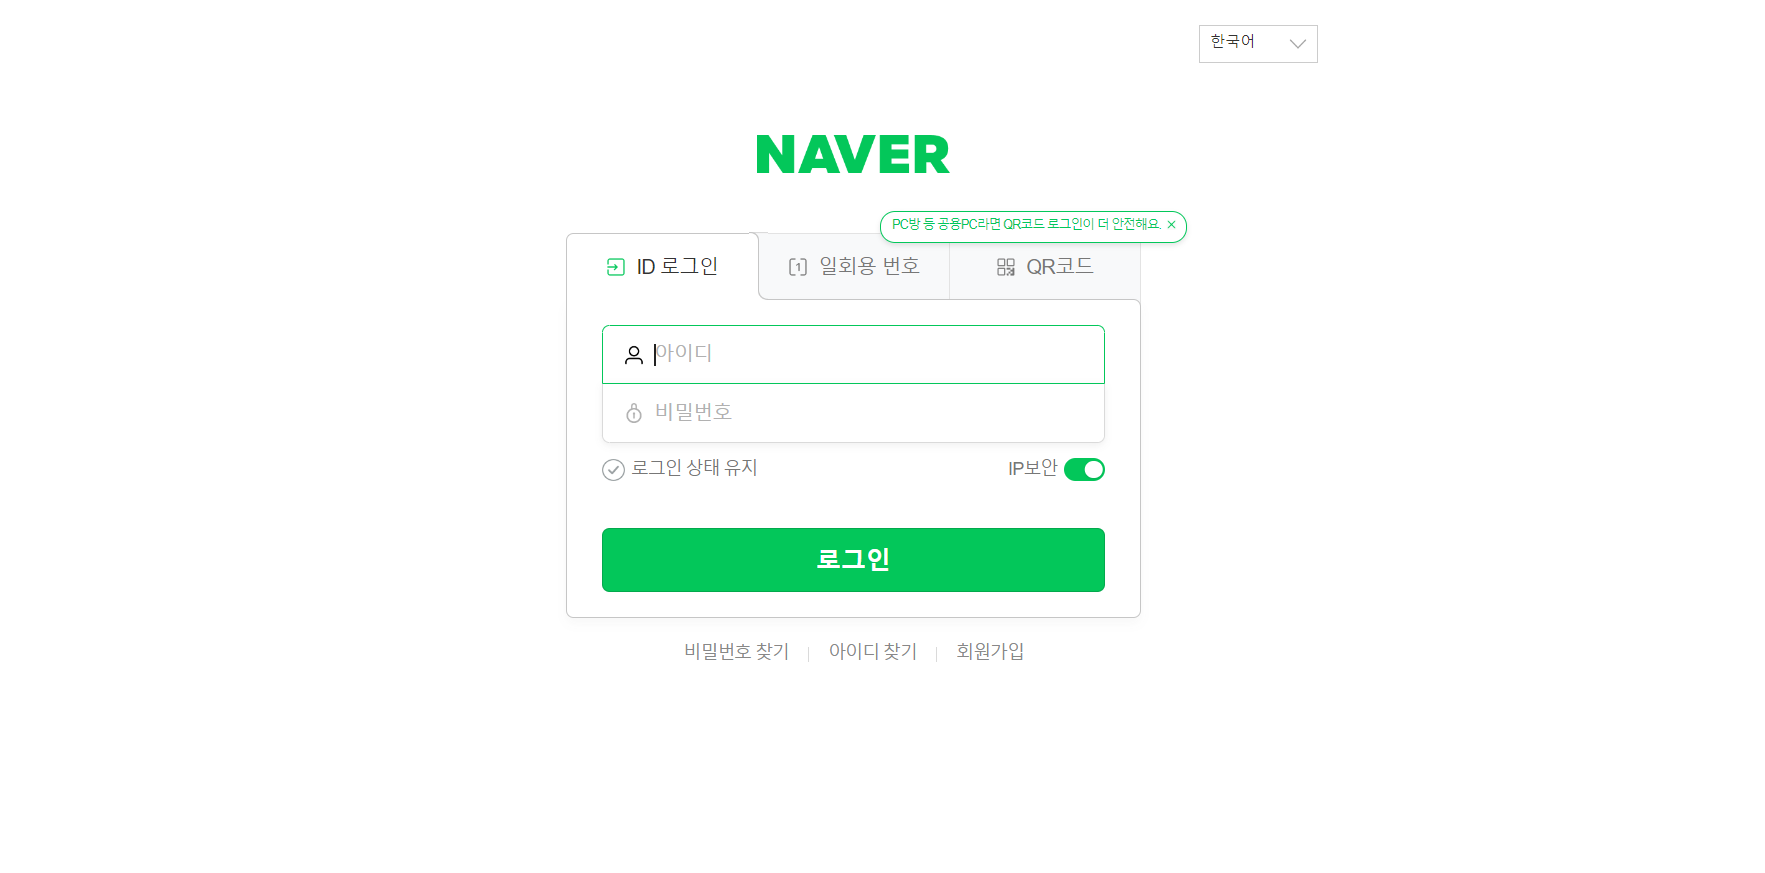 한국어
NAVER
PC방 등 공용PC라면 QR코드 로그인이 더 안전해요.
ID 로그인
일회용 번호
QR코드
아이디
비밀번호
로그인 상태 유지
IP보안
로그인
비밀번호 찾기
아이디 찾기
회원가입